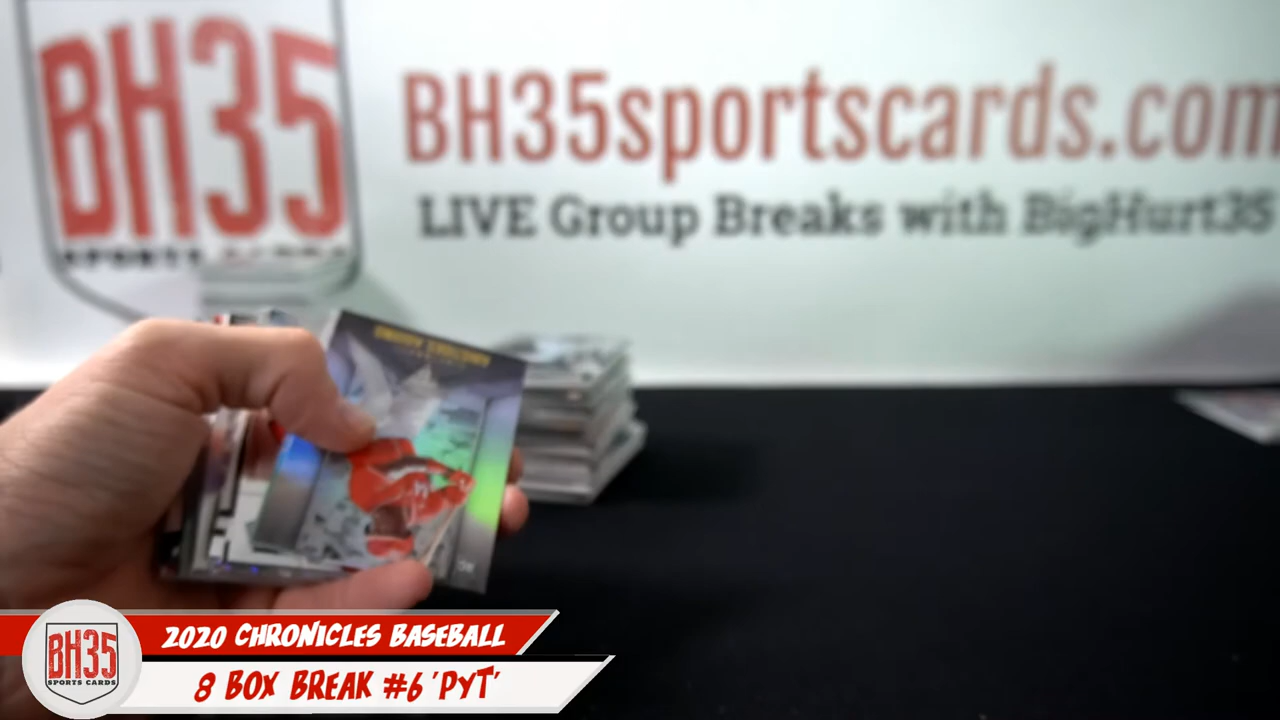 BH35
SPORTS CARDS
BH35sportscards.com
LIVE Group Breaks with BigHurt35
2020 CHRONICLES BASEBALL
8 BOX BREAK #6 'PYT'
BH35
SPORTS CARDS